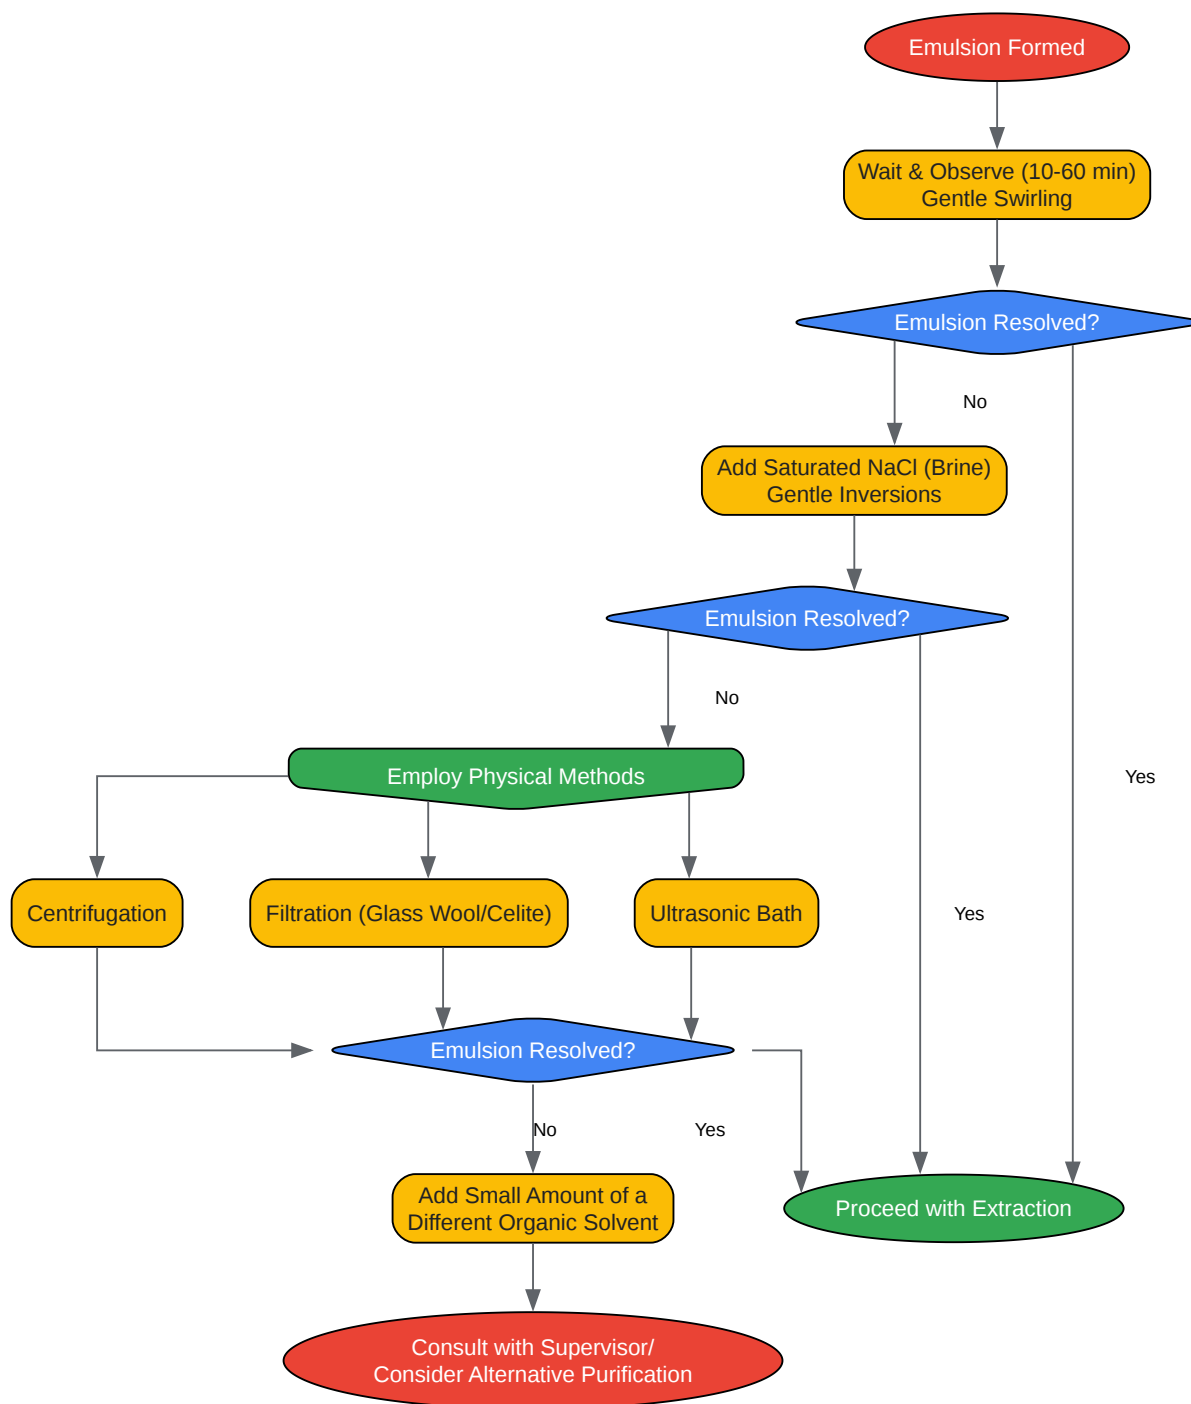 Emulsion Formed
Wait & Observe (10-60 min)
Gentle Swirling
Emulsion Resolved?
No
Add Saturated NaCl (Brine)
Gentle Inversions
Emulsion Resolved?
No
Employ Physical Methods
Yes
Centrifugation
Filtration (Glass Wool/Celite)
Ultrasonic Bath
Yes
Emulsion Resolved?
No
Yes
Add Small Amount of a
Different Organic Solvent
Proceed with Extraction
Consult with Supervisor/
Consider Alternative Purification